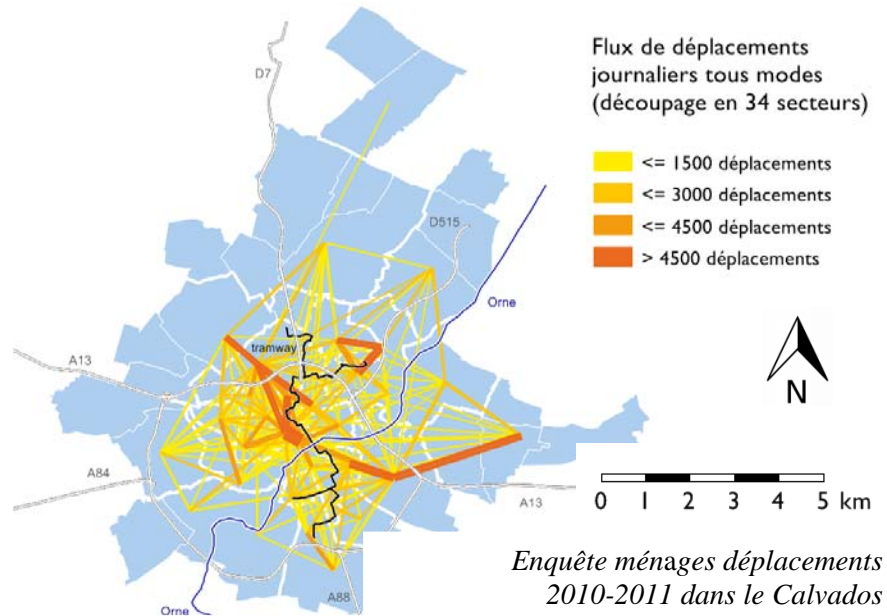 Flux de déplacements
journaliers tous modes
(découpage en 34 secteurs)
<= 1500 déplacements
<= 3000 déplacements
<= 4500 déplacements
> 4500 déplacements
D7
D515
Orne
tramway
A13
A84
A13
N
0 1 2 3 4 5 km
Enquête ménages déplacements
2010-2011 dans le Calvados
A88
Orne